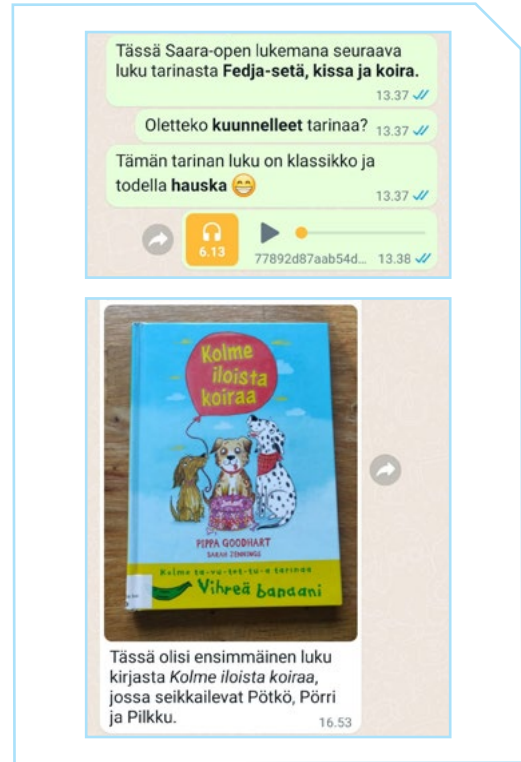 Tässä Saara-open lukemana seuraava
luku tarinasta Fedja-setä, kissa ja koira.
13.37
Oletteko kuunnelleet tarinaa? 13.37
Tämän tarinan luku on klassikko ja
todella hauska 😁
13.37
6.13
77892d87aab54d... 13.38
Kolme
iloista
koiraa
PIPPA GOODHART
SARAH JENNINGS
Kolme ta-vu-tet-tu-a tarinaa
Vihreä banaani
Tässä olisi ensimmäinen luku
kirjasta Kolme iloista koiraa,
jossa seikkailevat Pötkö, Pörri
ja Pilkku.
16.53